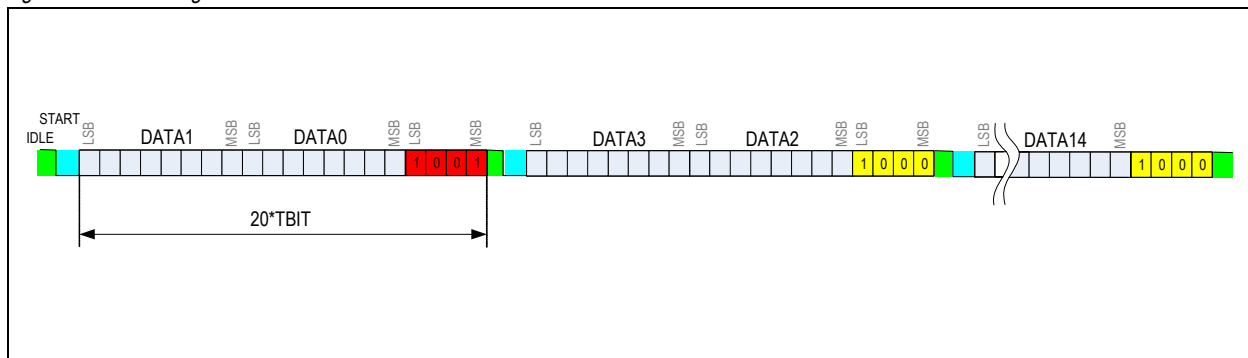 START
IDLE
LSB DATA1 MSB LSB DATA0 MSB LSB MSB LSB DATA3 MSB LSB DATA2 MSB LSB MSB LSB DATA14 MSB
1 0 0 1 1 0 0 0 1 0 0 0
20*TBIT